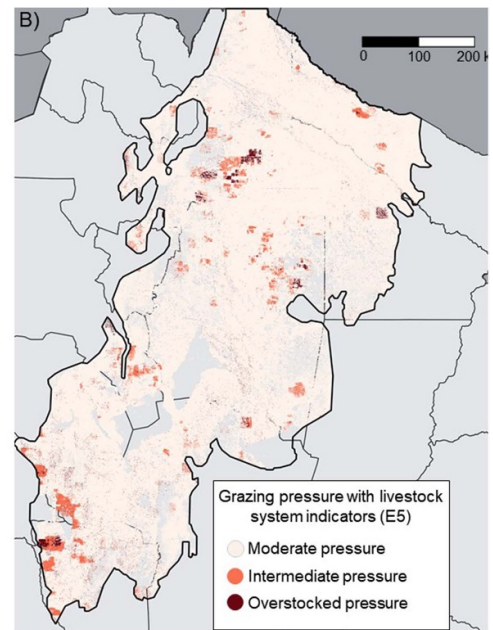 B)
0 100 200 k
Grazing pressure with livestock
system indicators (E5)
Moderate pressure
Intermediate pressure
Overstocked pressure